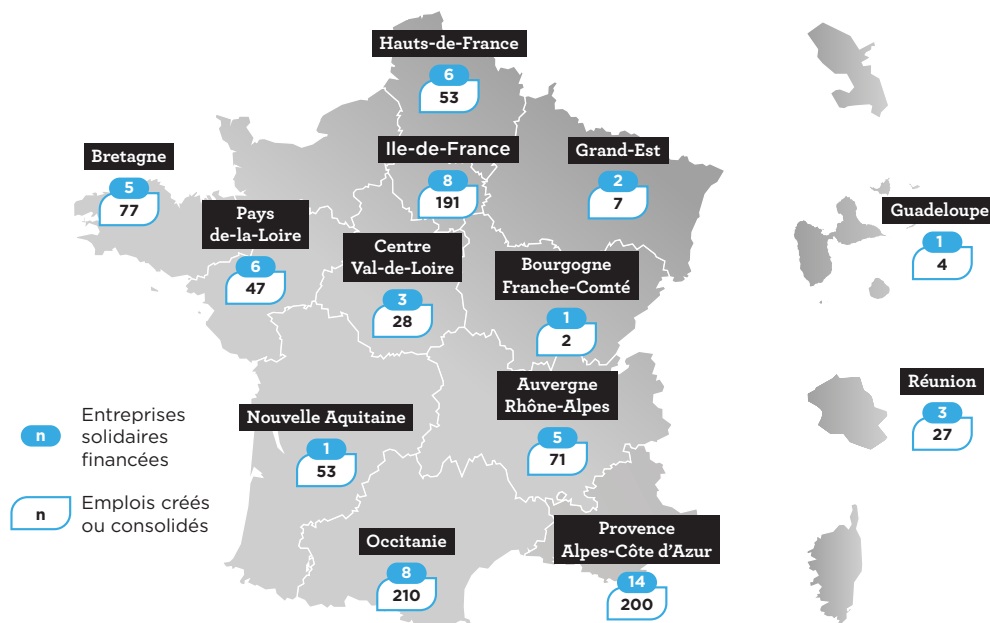 Hauts-de-France
6
53
Ile-de-France
8
191
Grand-Est
2
7
Bretagne
5
77
Pays
de-la-Loire
6
47
Centre
Val-de-Loire
3
28
Bourgogne
Franche-Comté
1
2
Guadeloupe
1
4
Auvergne
Rhône-Alpes
5
71
Réunion
3
27
Nouvelle Aquitaine
1
53
n
Entreprises
solidaires
financées
n
Emplois créés
ou consolidés
Occitanie
8
210
Provence
Alpes-Côte d'Azur
14
200